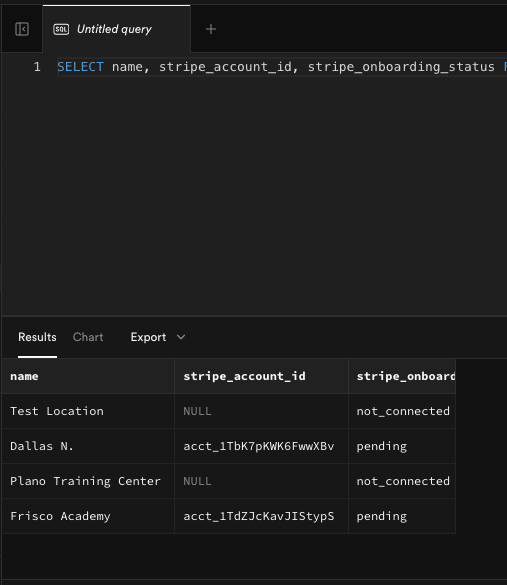 SQL Untitled query
1 SELECT name, stripe_account_id, stripe_onboarding_status
Results Chart Export
name stripe_account_id stripe_onboard
Test Location NULL not_connected
Dallas N. acct_1TbK7pKWK6FwwXBv pending
Plano Training Center NULL not_connected
Frisco Academy acct_1TdZJcKavJIStypS pending